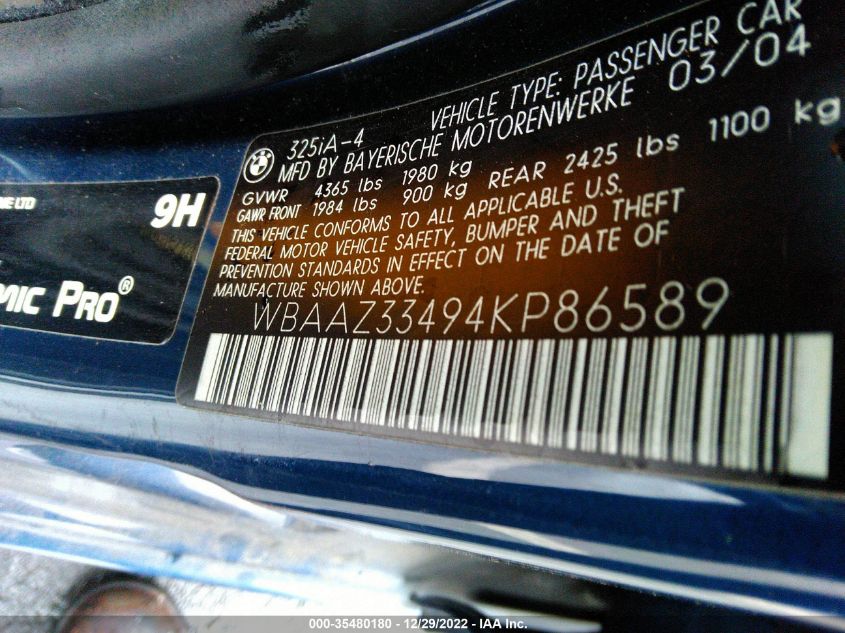 325iA-4 VEHICLE TYPE: PASSENGER CAR
MFD BY BAYERISCHE MOTORENWERKE 03/04
GVWR 4365 lbs 1980 kg
GAWR FRONT 1984 lbs 900 kg REAR 2425 lbs 1100 kg
THIS VEHICLE CONFORMS TO ALL APPLICABLE U.S.
FEDERAL MOTOR VEHICLE SAFETY, BUMPER AND THEFT
PREVENTION STANDARDS IN EFFECT ON THE DATE OF
MANUFACTURE SHOWN ABOVE.
WBAAZ33494KP86589
LTD
9H
PRO®
000-35480180 - 12/29/2022 - IAA Inc.